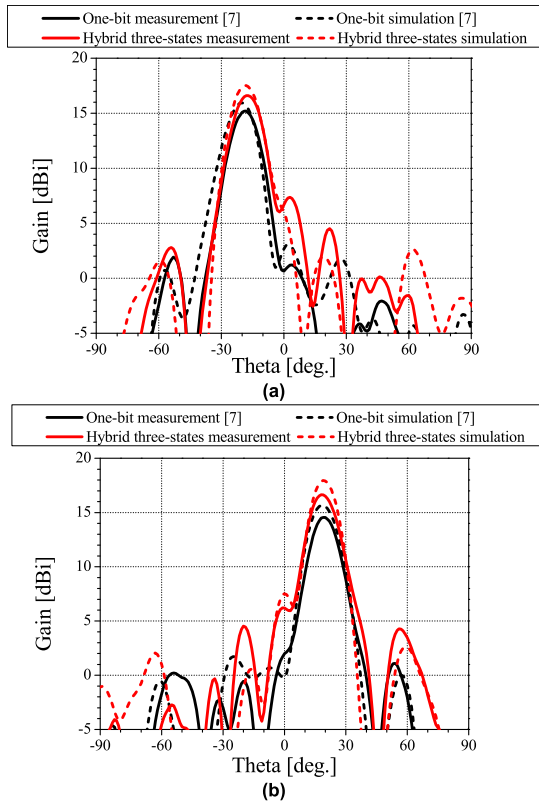 One-bit measurement [7] One-bit simulation [7]
Hybrid three-states measurement Hybrid three-states simulation
20
15
10
5
0
-5
Gain [dBi]
-90 -60 -30 0 30 60 90
Theta [deg.]
(a)
One-bit measurement [7] One-bit simulation [7]
Hybrid three-states measurement Hybrid three-states simulation
20
15
10
5
0
-5
Gain [dBi]
-90 -60 -30 0 30 60 90
Theta [deg.]
(b)